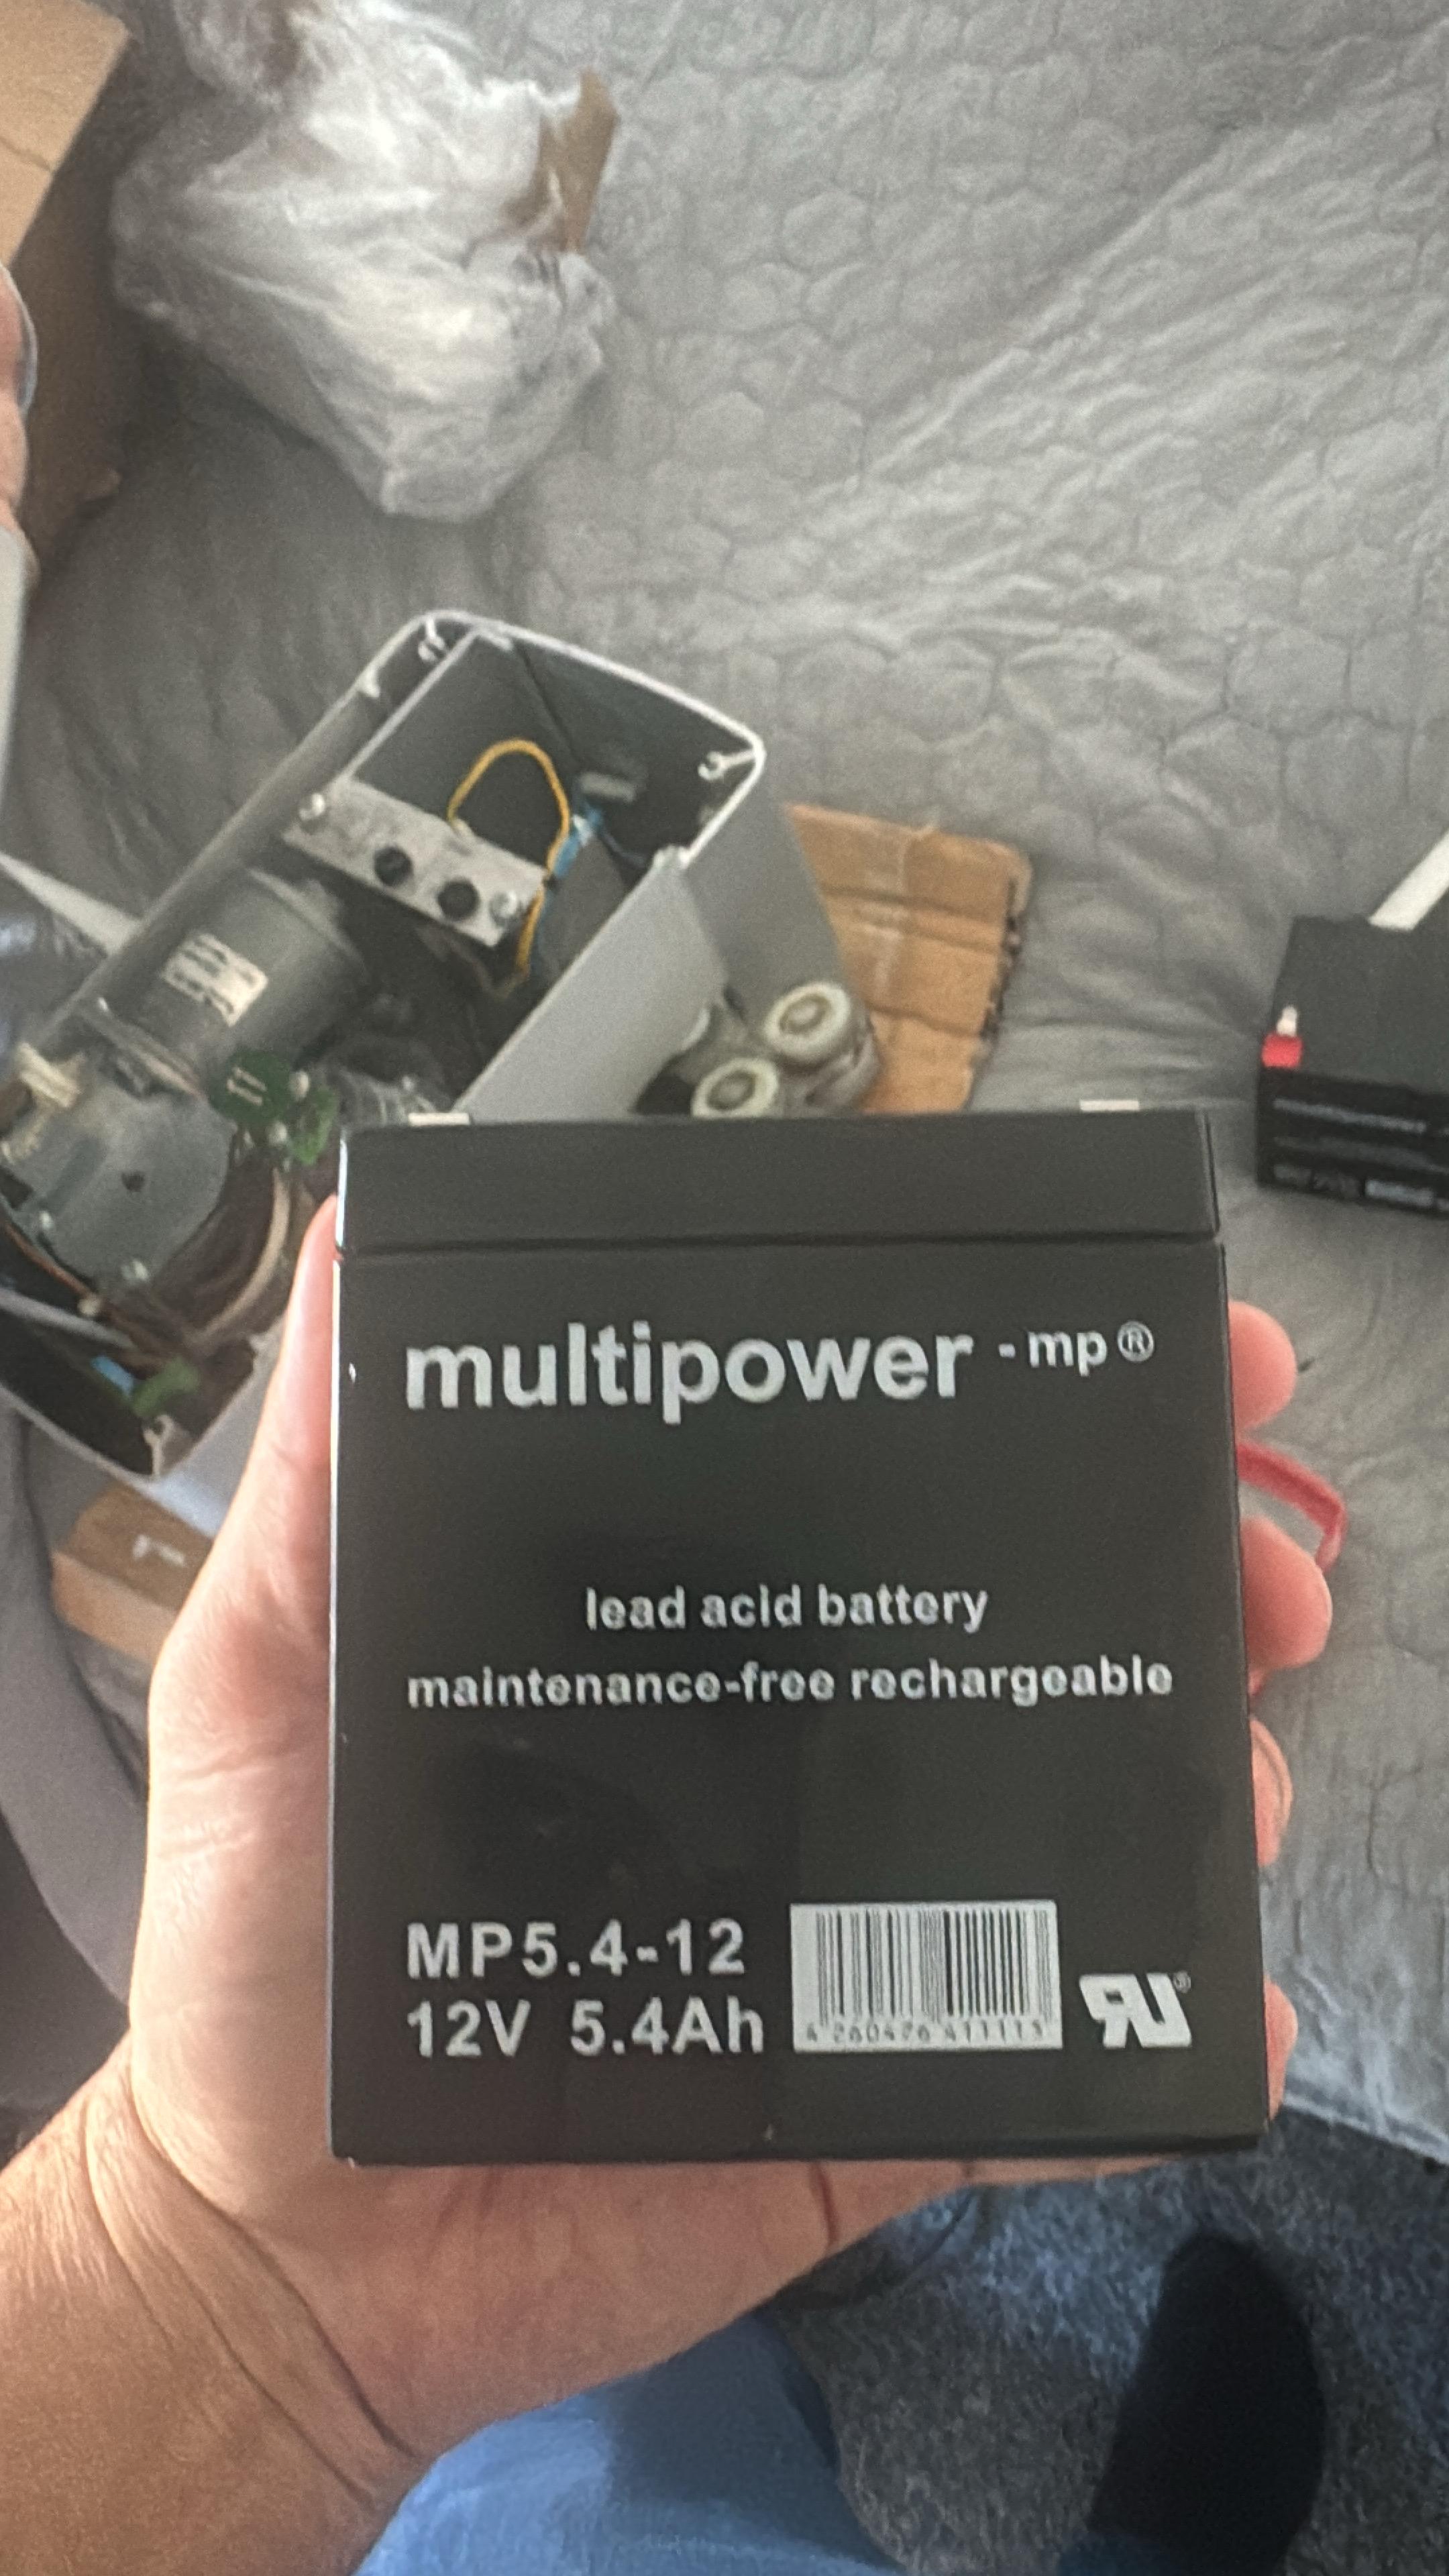 multipower -mp®
lead acid battery
maintenance-free rechargeable
MP5.4-12
12V 5.4Ah